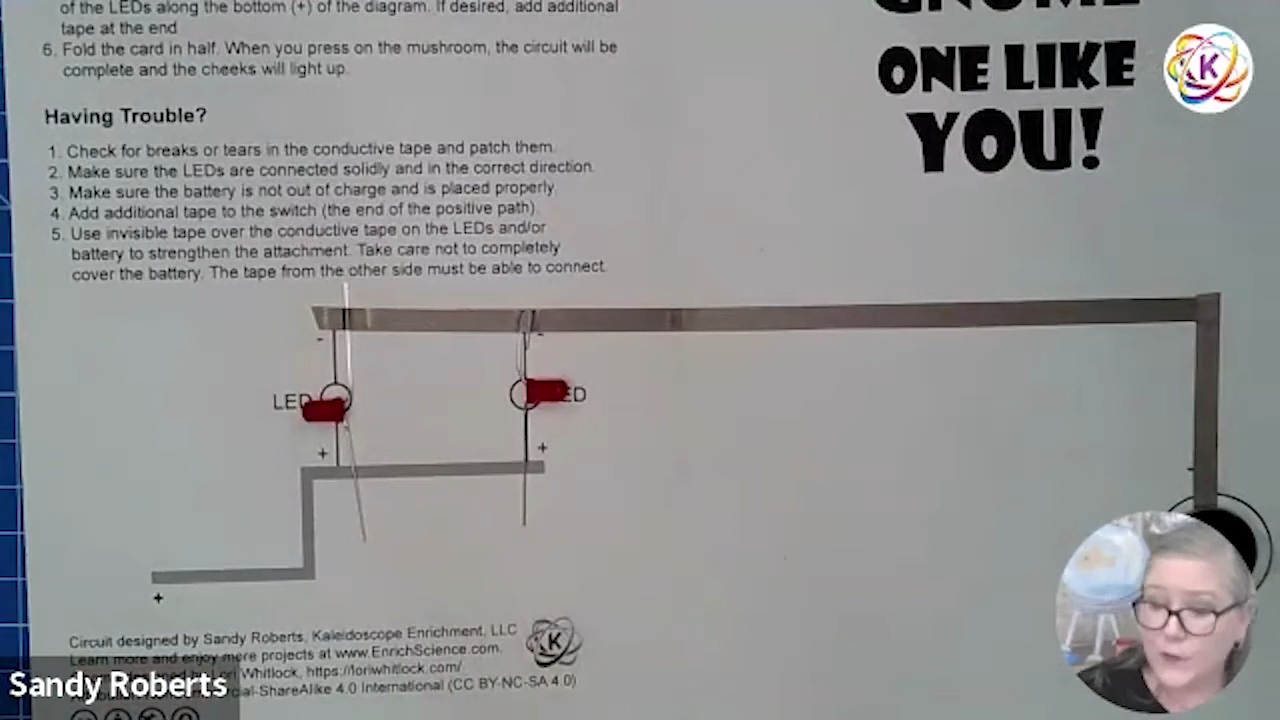 of the LEDs along the bottom (+) of the diagram. If desired, add additional
tape at the end
6. Fold the card in half. When you press on the mushroom, the circuit will be
complete and the cheeks will light up.
Having Trouble?
1. Check for breaks or tears in the conductive tape and patch them.
2. Make sure the LEDs are connected solidly and in the correct direction.
3. Make sure the battery is not out of charge and is placed properly.
4. Add additional tape to the switch (the end of the positive path).
5. Use invisible tape over the conductive tape on the LEDs and/or
battery to strengthen the attachment. Take care not to completely
cover the battery. The tape from the other side must be able to connect.
GNOME
ONE LIKE
YOU!
K
-
-
LED
ED
+
+
-
+
Circuit designed by Sandy Roberts, Kaleidoscope Enrichment, LLC
K
Learn more and enjoy more projects at www.EnrichScience.com.
Whitlock, https://loriwhitlock.com/
-ShareAlike 4.0 International (CC BY-NC-SA 4.0)
Sandy Roberts